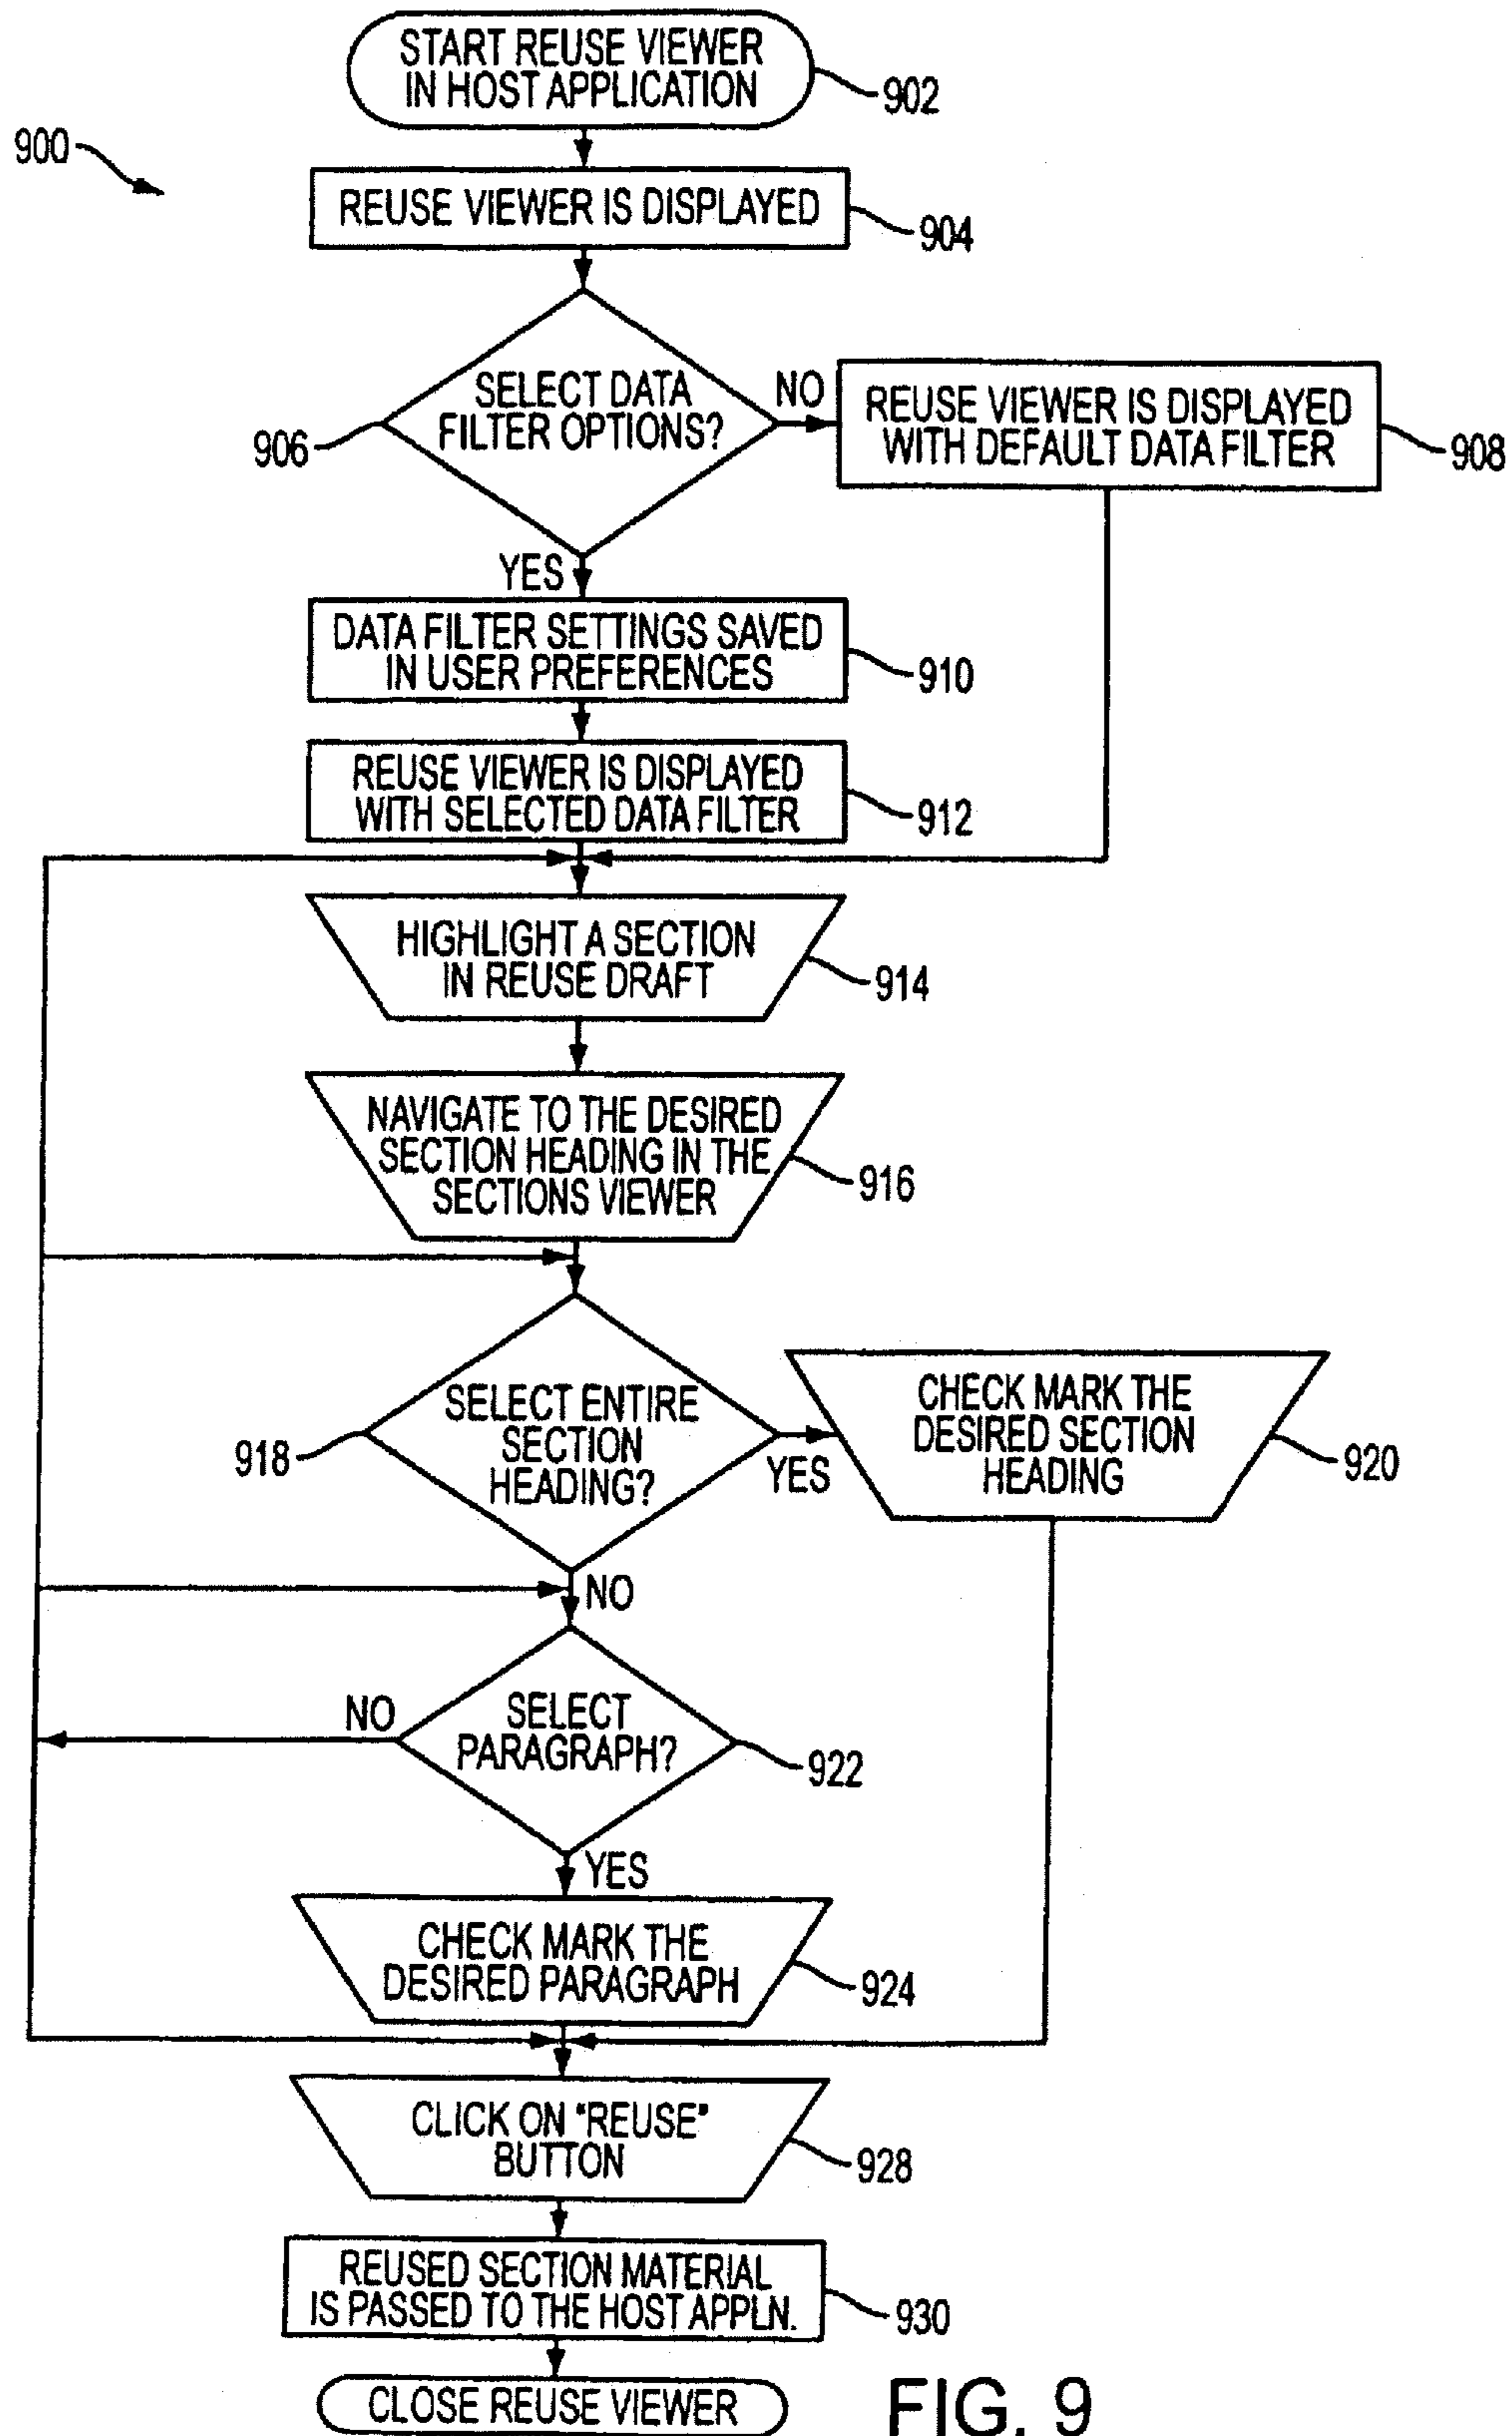 START REUSE VIEWER
IN HOST APPLICATION
902
900
REUSE VIEWER IS DISPLAYED
904
SELECT DATA
FILTER OPTIONS?
906
NO
REUSE VIEWER IS DISPLAYED
WITH DEFAULT DATA FILTER
908
YES
DATA FILTER SETTINGS SAVED
IN USER PREFERENCES
910
REUSE VIEWER IS DISPLAYED
WITH SELECTED DATA FILTER
912
HIGHLIGHT A SECTION
IN REUSE DRAFT
914
NAVIGATE TO THE DESIRED
SECTION HEADING IN THE
SECTIONS VIEWER
916
SELECT ENTIRE
SECTION
HEADING?
918
YES
CHECK MARK THE
DESIRED SECTION
HEADING
920
NO
SELECT
PARAGRAPH?
NO
922
YES
CHECK MARK THE
DESIRED PARAGRAPH
924
CLICK ON "REUSE"
BUTTON
928
REUSED SECTION MATERIAL
IS PASSED TO THE HOST APPLN.
930
CLOSE REUSE VIEWER
FIG. 9